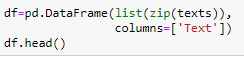 df=pd.DataFrame(list(zip(texts)),
columns=['Text'])
df.head()